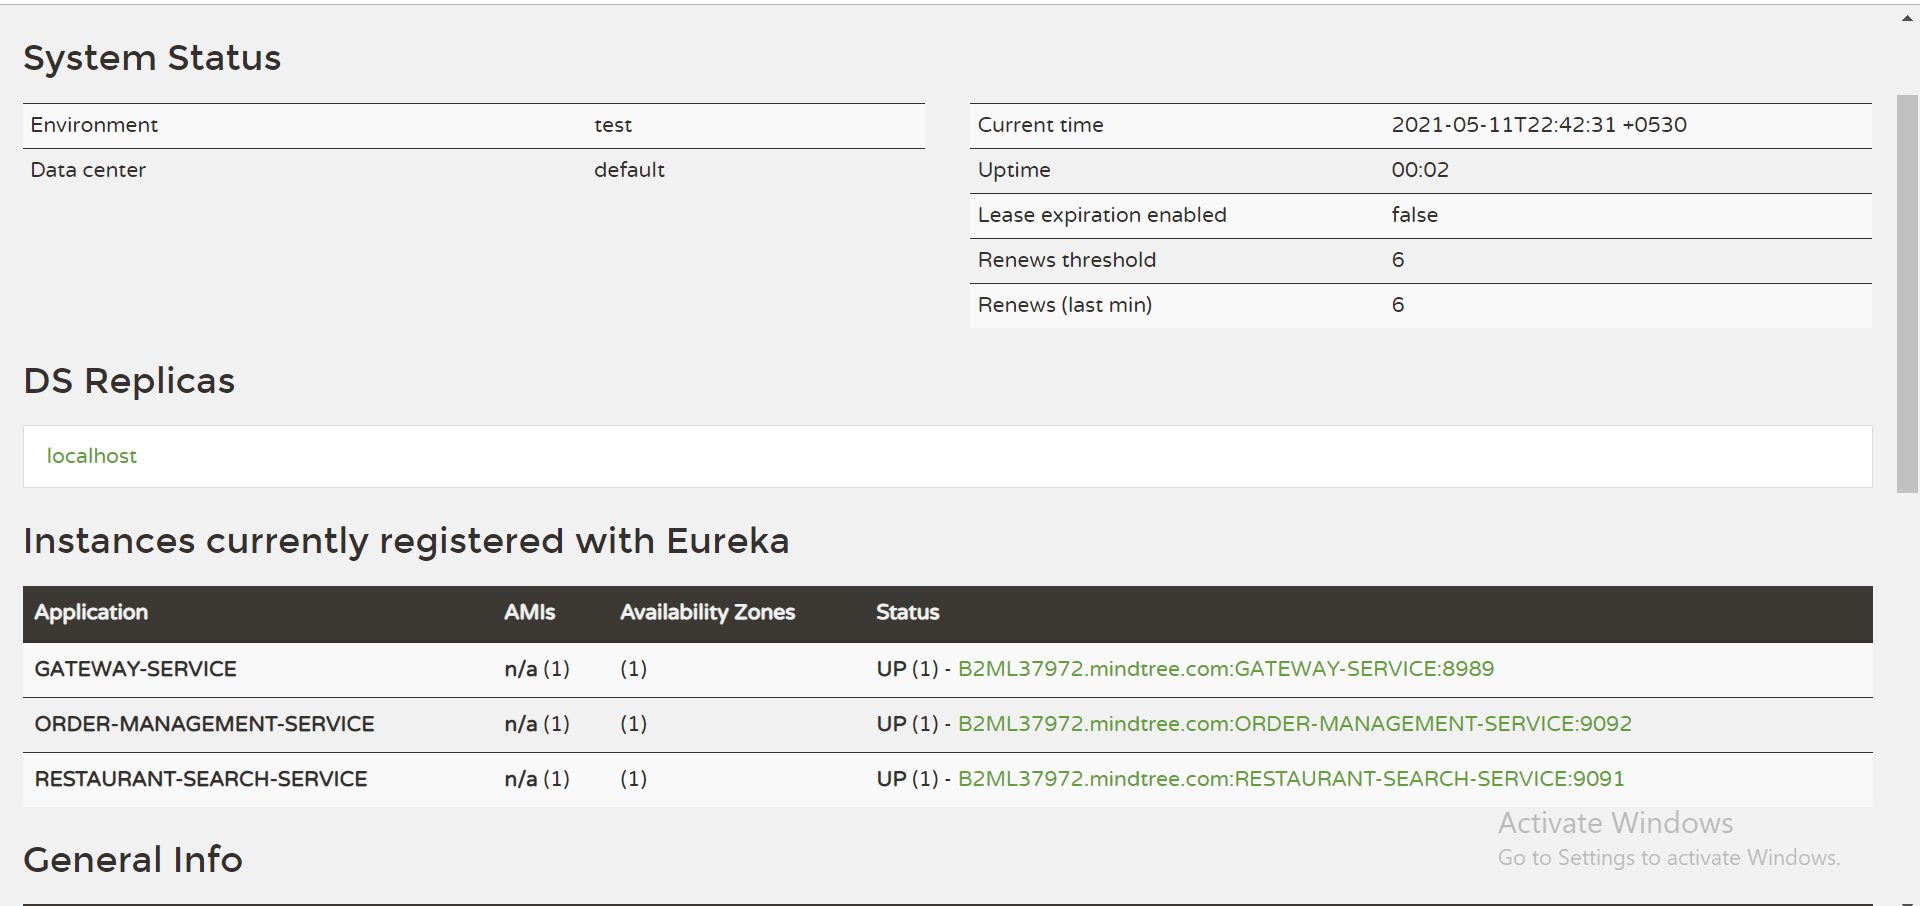 System Status
Environment test
Data center default
Current time 2021-05-11T22:42:31 +0530
Uptime 00:02
Lease expiration enabled false
Renews threshold 6
Renews (last min) 6
DS Replicas
localhost
Instances currently registered with Eureka
Application AMIs Availability Zones Status
GATEWAY-SERVICE n/a (1) (1) UP (1) - B2ML37972.mindtree.com:GATEWAY-SERVICE:8989
ORDER-MANAGEMENT-SERVICE n/a (1) (1) UP (1) - B2ML37972.mindtree.com:ORDER-MANAGEMENT-SERVICE:9092
RESTAURANT-SEARCH-SERVICE n/a (1) (1) UP (1) - B2ML37972.mindtree.com:RESTAURANT-SEARCH-SERVICE:9091
Activate Windows
Go to Settings to activate Windows.
General Info